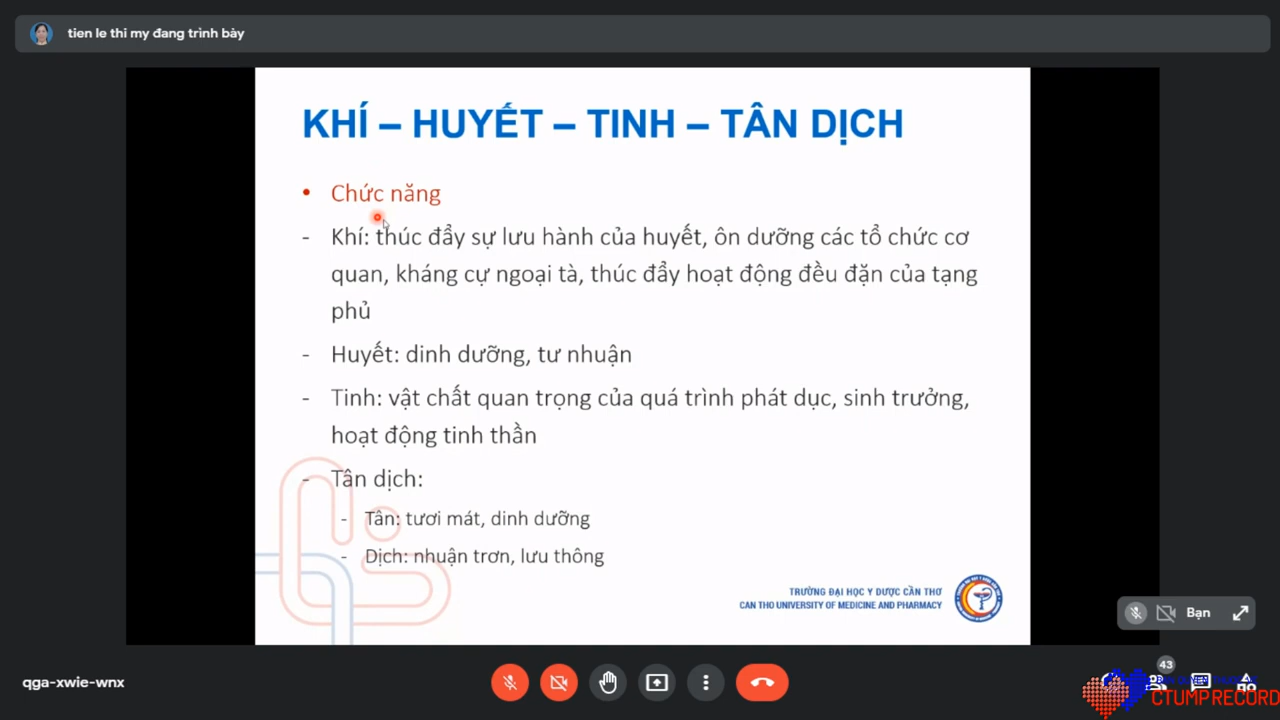 tien le thi my đang trình bày
KHÍ – HUYẾT – TINH – TÂN DỊCH
• Chức năng
- Khí: thúc đẩy sự lưu hành của huyết, ôn dưỡng các tổ chức cơ
quan, kháng cự ngoại tà, thúc đẩy hoạt động đều đặn của tạng
phủ
- Huyết: dinh dưỡng, tư nhuận
- Tinh: vật chất quan trọng của quá trình phát dục, sinh trưởng,
hoạt động tinh thần
- Tân dịch:
- Tân: tươi mát, dinh dưỡng
- Dịch: nhuận trơn, lưu thông
TRƯỜNG ĐẠI HỌC Y DƯỢC CẦN THƠ
CAN THO UNIVERSITY OF MEDICINE AND PHARMACY
Bạn
43
qga-xwie-wnx
CTUMP RECORD